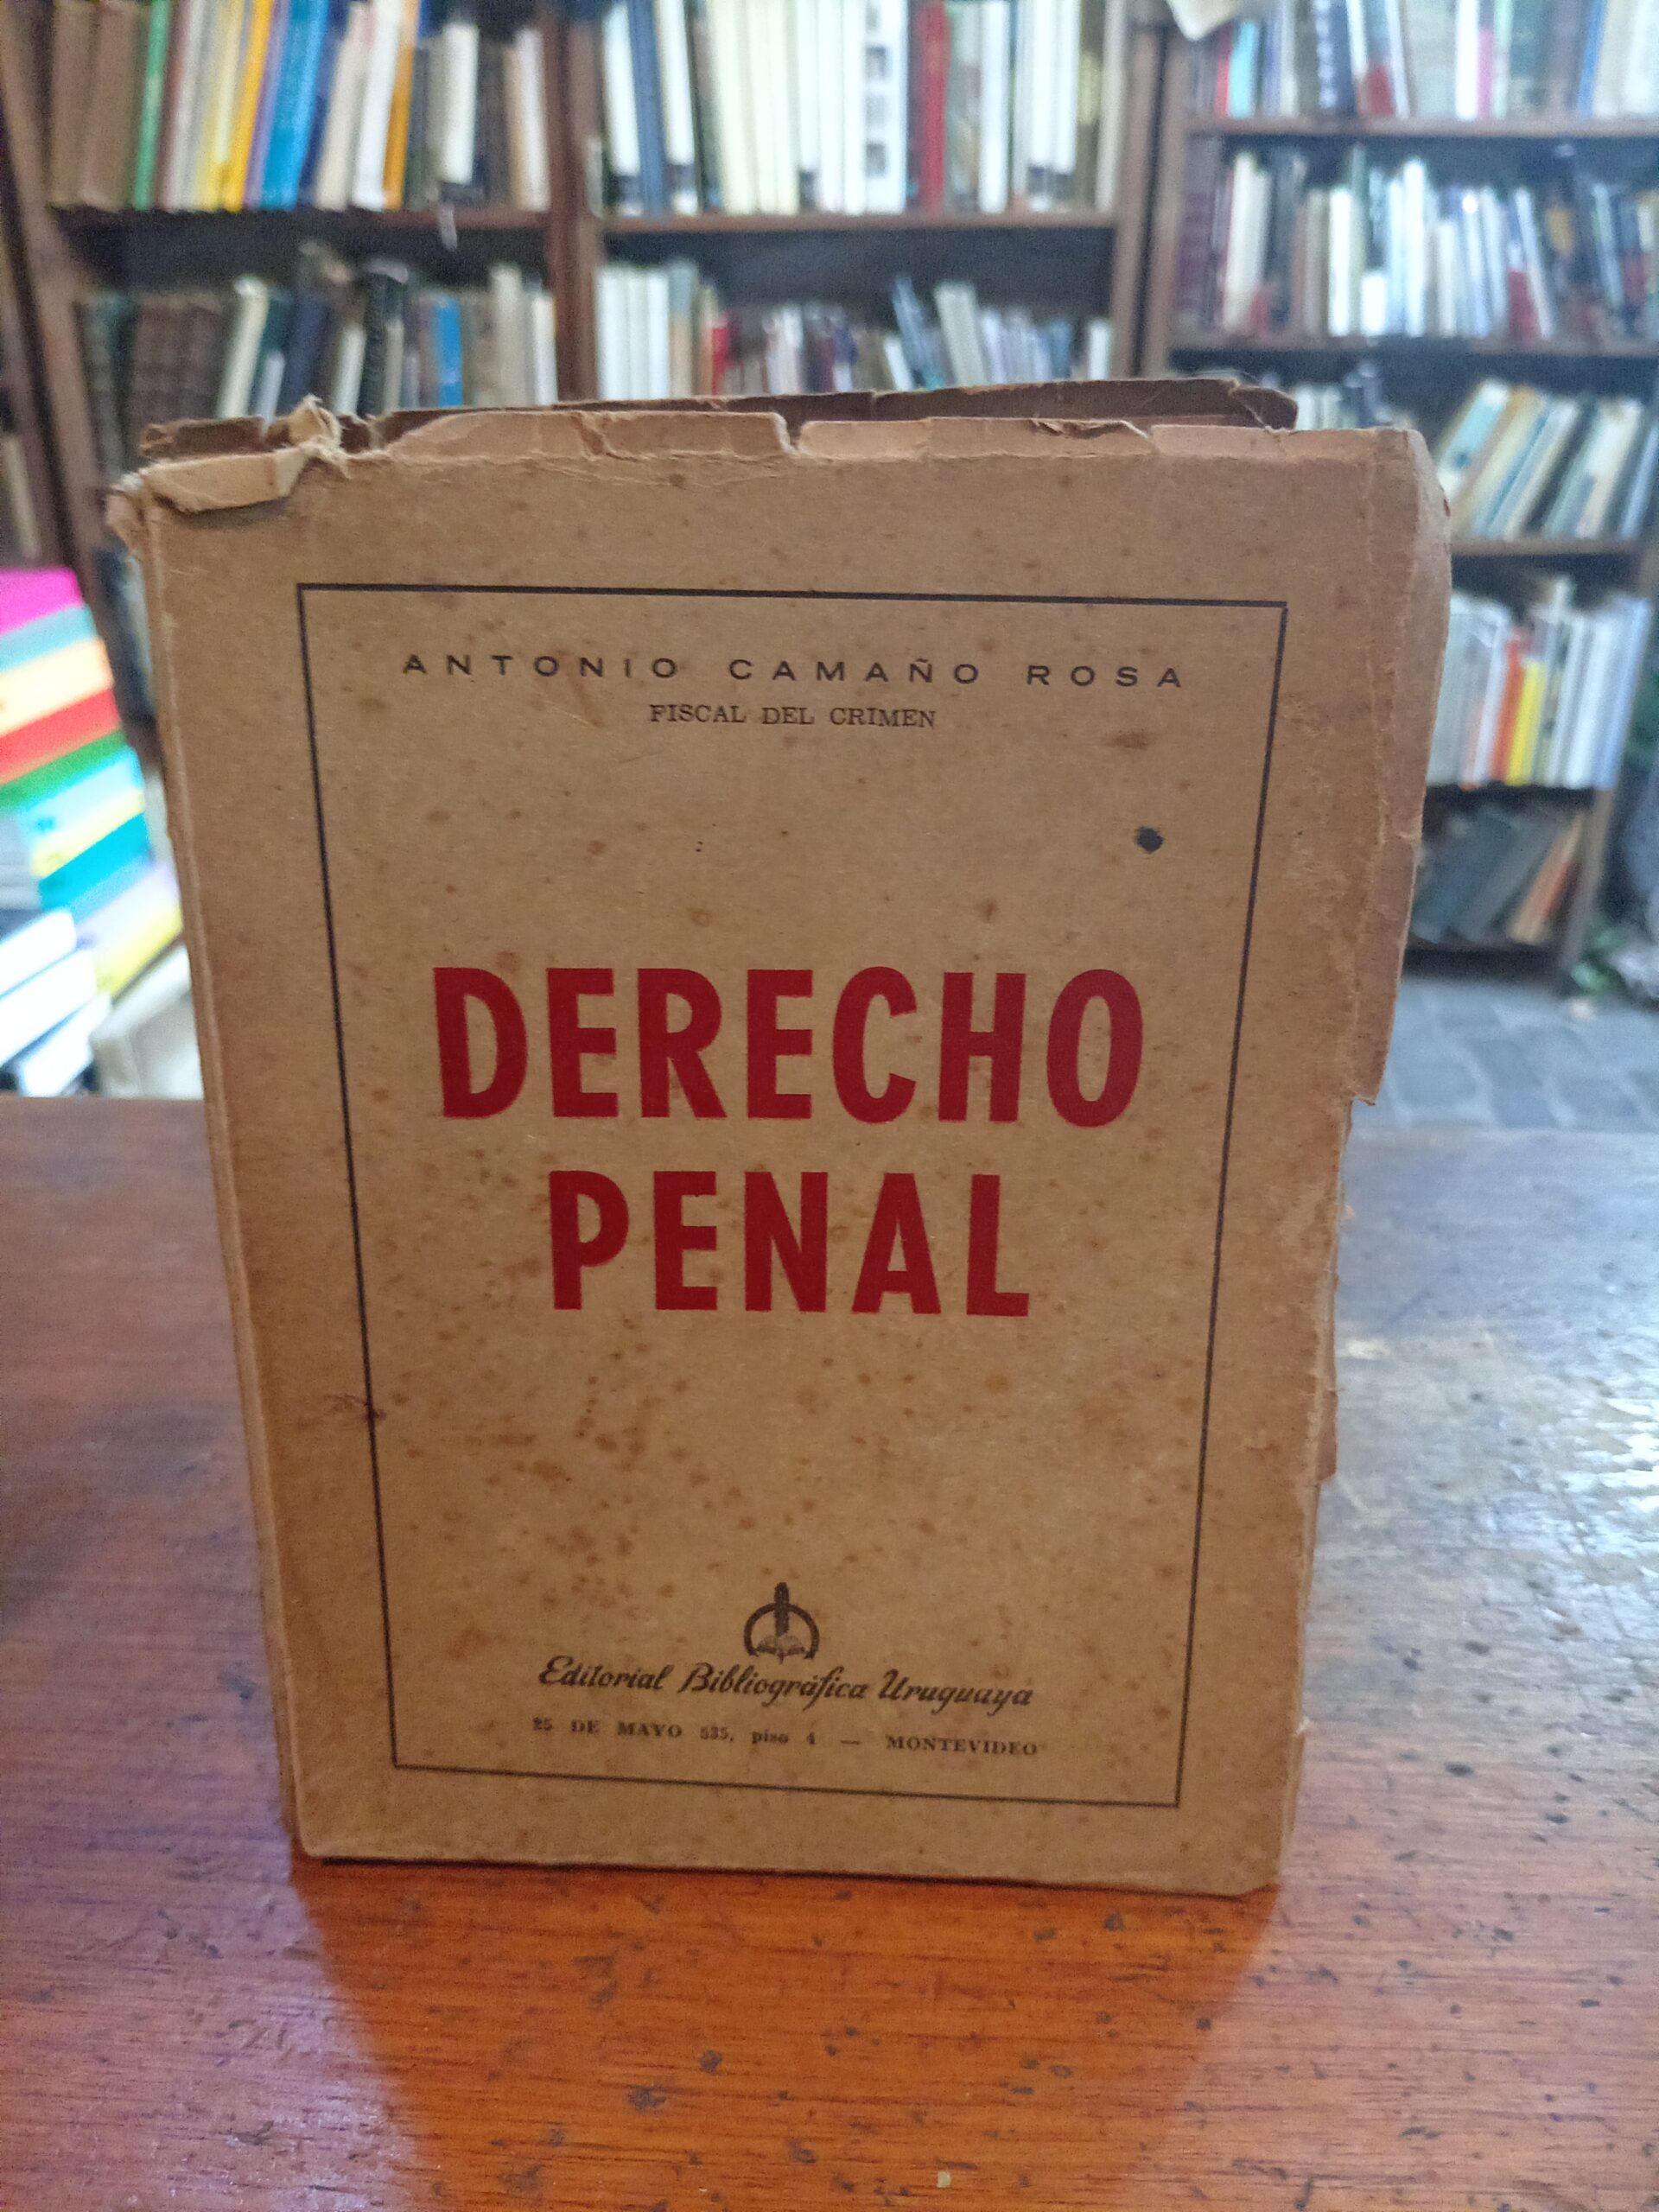 ANTONIO CAMAÑO ROSA
FISCAL DEL CRIMEN
DERECHO
PENAL
Editorial Bibliográfica Uruguaya
25 DE MAYO 535, piso 4 — MONTEVIDEO